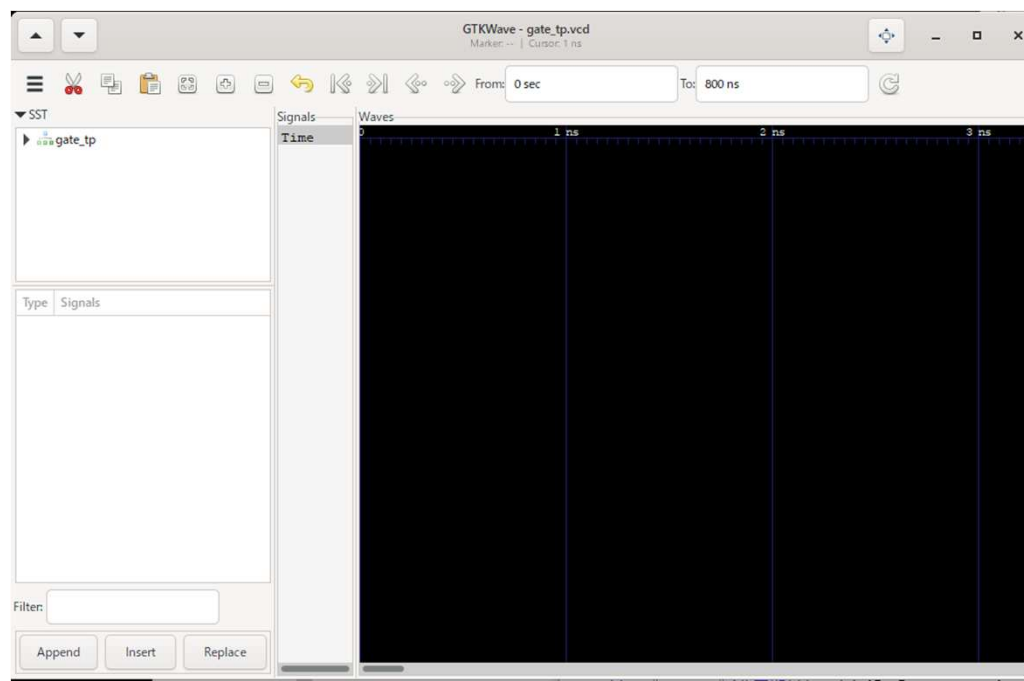 GTKWave - gate_tp.vcd
Marker: -- | Cursor: 1 ns
From: 0 sec To: 800 ns
SST
gate_tp
Signals
Time
Waves
0 1 ns 2 ns 3 ns
Type Signals
Filter:
Append Insert Replace